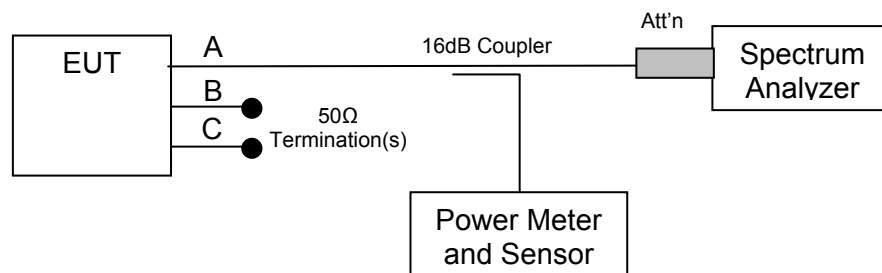 Att'n
A
16dB Coupler
EUT
Spectrum
Analyzer
B
50Ω
C
Termination(s)
Power Meter
and Sensor